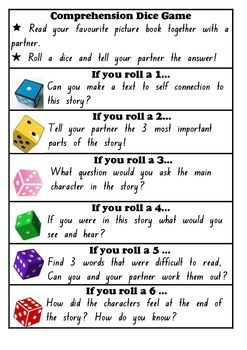 Comprehension Dice Game
★ Read your favourite picture book together with a
partner.
★ Roll a dice and tell your partner the answer!
If you roll a 1...
Can you make a text to self connection to
this story?
If you roll a 2...
Tell your partner the 3 most important
parts of the story!
If you roll a 3...
What question would you ask the main
character in the story?
If you roll a 4...
If you were in this story what would you
see and hear?
If you roll a 5 ...
Find 3 words that were difficult to read.
Can you and your partner work them out?
If you roll a 6 ...
How did the characters feel at the end of
the story? How do you know?